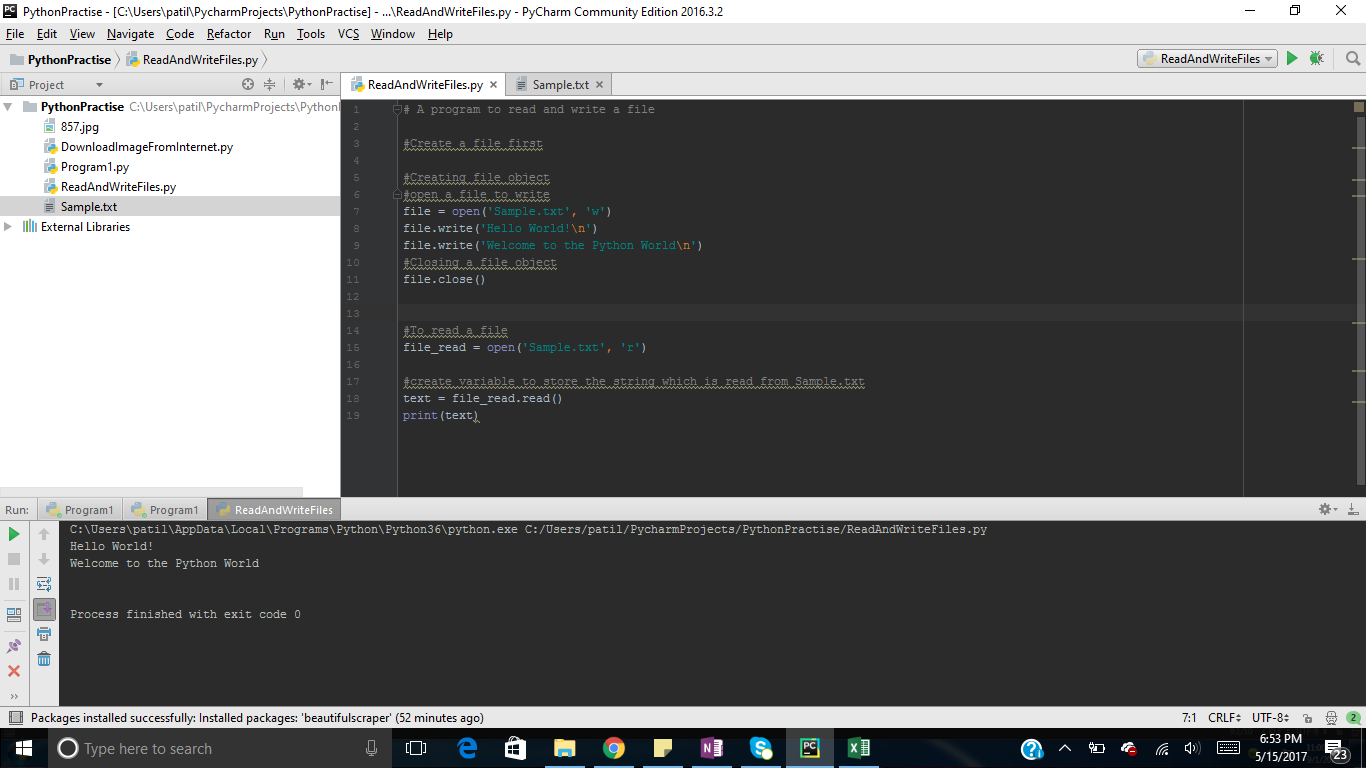 PythonPractise - [C:\Users\patil\PycharmProjects\PythonPractise] - ...\ReadAndWriteFiles.py - PyCharm Community Edition 2016.3.2
File Edit View Navigate Code Refactor Run Tools VCS Window Help
PythonPractise ReadAndWriteFiles.py ReadAndWriteFiles
Project ReadAndWriteFiles.py Sample.txt
PythonPractise C:\Users\patil\PycharmProjects\Python
857.jpg
DownloadImageFromInternet.py
Program1.py
ReadAndWriteFiles.py
Sample.txt
External Libraries
1 # A program to read and write a file
2
3 #Create a file first
4
5 #Creating file object
6 #open a file to write
7 file = open('Sample.txt', 'w')
8 file.write('Hello World!\n')
9 file.write('Welcome to the Python World\n')
10 #Closing a file object
11 file.close()
12
13
14 #To read a file
15 file_read = open('Sample.txt', 'r')
16
17 #create variable to store the string which is read from Sample.txt
18 text = file_read.read()
19 print(text)
Run: Program1 Program1 ReadAndWriteFiles
C:\Users\patil\AppData\Local\Programs\Python\Python36\python.exe C:/Users/patil/PycharmProjects/PythonPractise/ReadAndWriteFiles.py
Hello World!
Welcome to the Python World
Process finished with exit code 0
Packages installed successfully: Installed packages: 'beautifulscraper' (52 minutes ago) 7:1 CRLF UTF-8 2
Type here to search
6:53 PM
5/15/2017
23